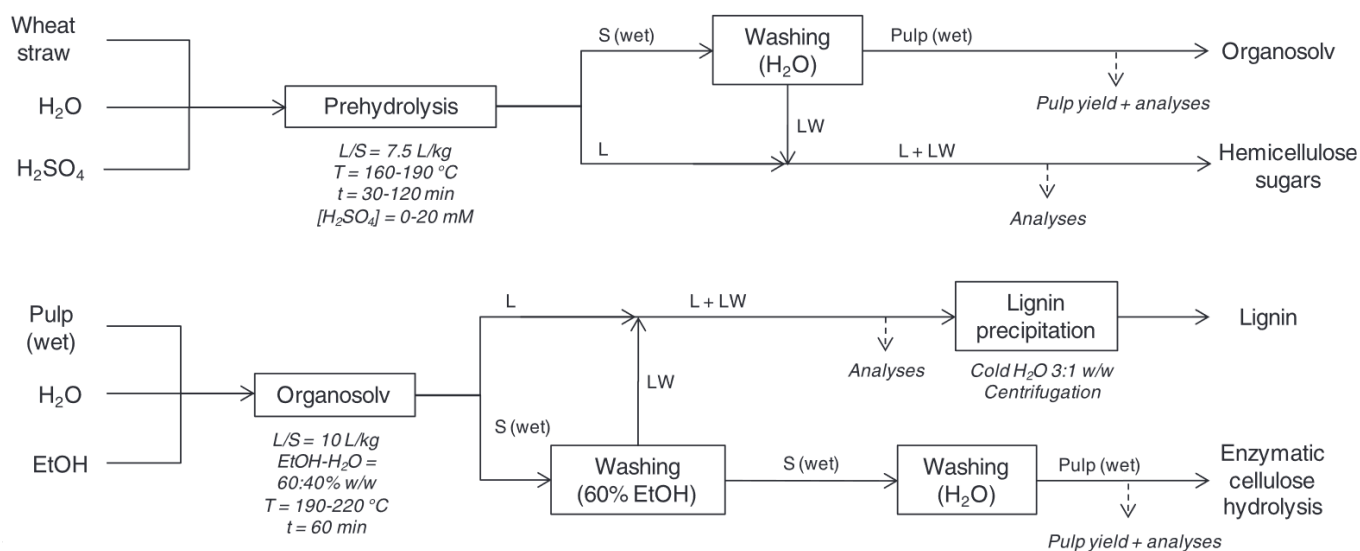 Wheat
straw
H₂O
H₂SO₄
Prehydrolysis
L/S = 7.5 L/kg
T = 160-190 °C
t = 30-120 min
[H₂SO₄] = 0-20 mM
S (wet)
Washing
(H₂O)
Pulp (wet)
Organosolv
Pulp yield + analyses
LW
L
L + LW
Hemicellulose
sugars
Analyses
Pulp
(wet)
H₂O
EtOH
Organosolv
L/S = 10 L/kg
EtOH-H₂O =
60:40% w/w
T = 190-220 °C
t = 60 min
L
L + LW
Lignin
precipitation
Lignin
Analyses
Cold H₂O 3:1 w/w
Centrifugation
LW
S (wet)
Washing
(60% EtOH)
S (wet)
Washing
(H₂O)
Pulp (wet)
Enzymatic
cellulose
hydrolysis
Pulp yield + analyses